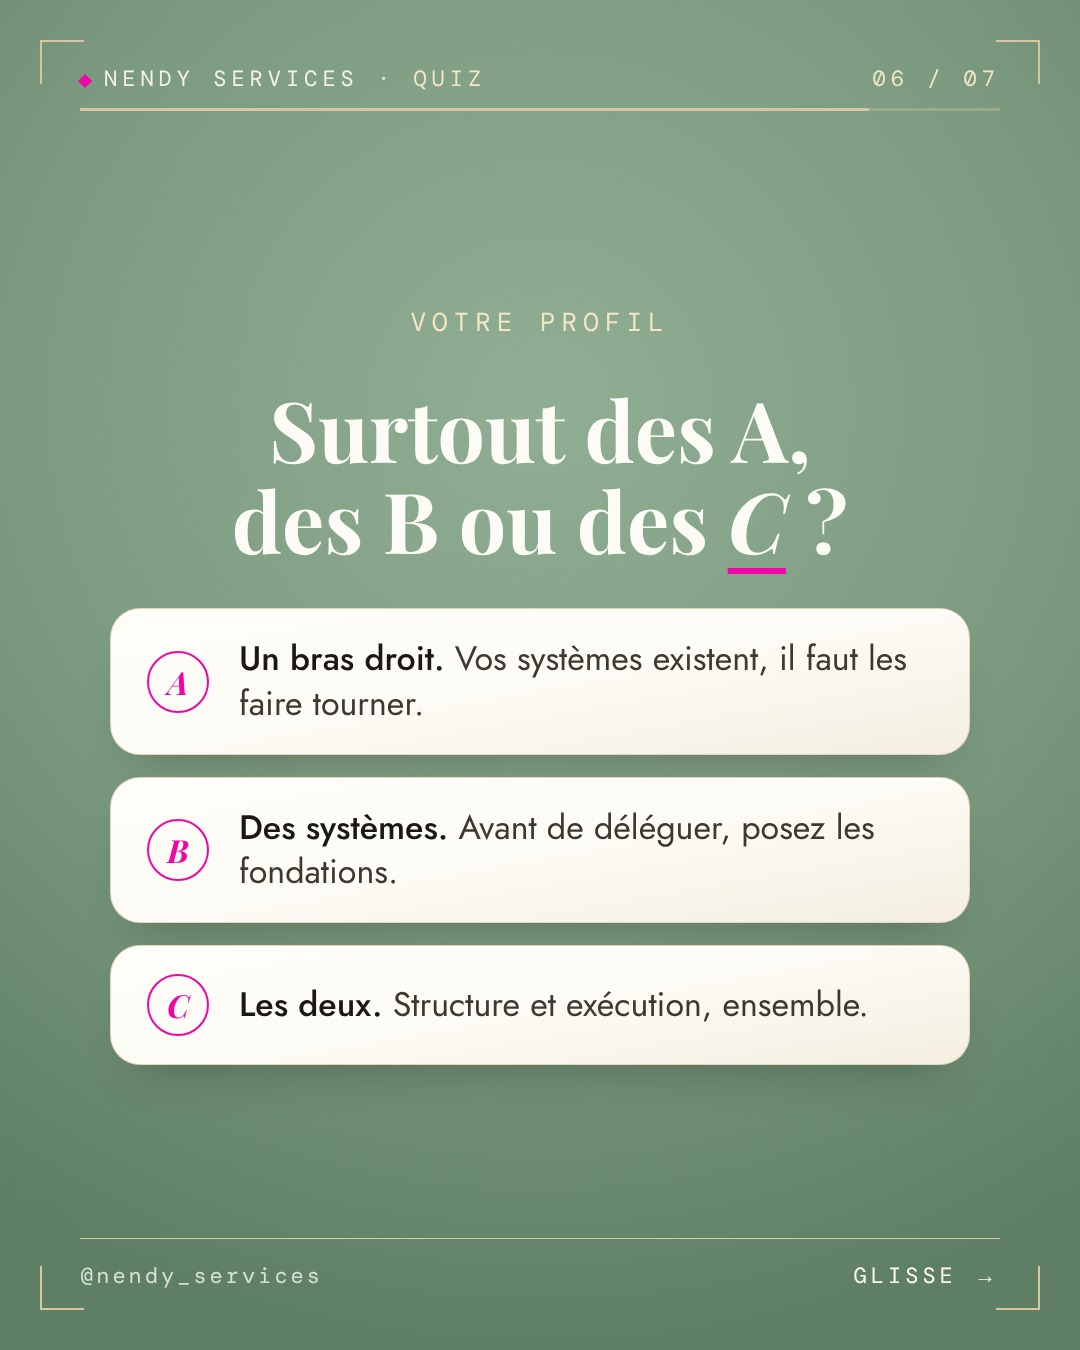 ◆ NENDY SERVICES · QUIZ
06 / 07
VOTRE PROFIL
Surtout des A,
des B ou des C ?
A
Un bras droit. Vos systèmes existent, il faut les
faire tourner.
B
Des systèmes. Avant de déléguer, posez les
fondations.
C
Les deux. Structure et exécution, ensemble.
@nendy_services
GLISSE →